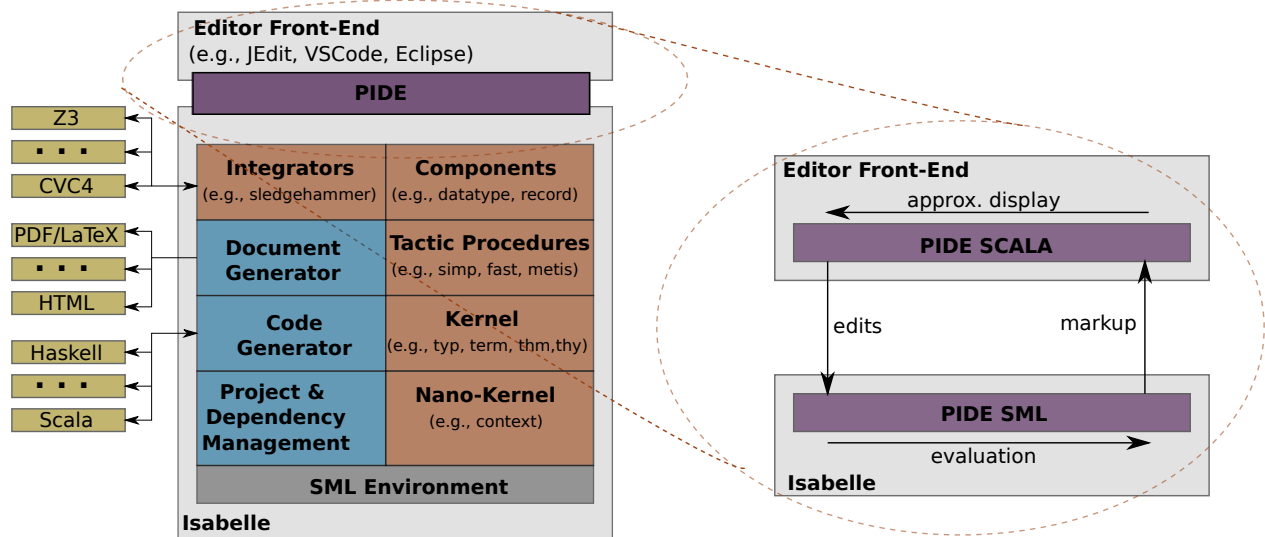 Editor Front-End
(e.g., JEdit, VSCode, Eclipse)
PIDE
Z3
. . .
CVC4
PDF/LaTeX
. . .
HTML
Haskell
. . .
Scala
Integrators
(e.g., sledgehammer)
Components
(e.g., datatype, record)
Document
Generator
Tactic Procedures
(e.g., simp, fast, metis)
Code
Generator
Kernel
(e.g., typ, term, thm,thy)
Project &
Dependency
Management
Nano-Kernel
(e.g., context)
SML Environment
Isabelle
Editor Front-End
approx. display
PIDE SCALA
edits
markup
PIDE SML
evaluation
Isabelle